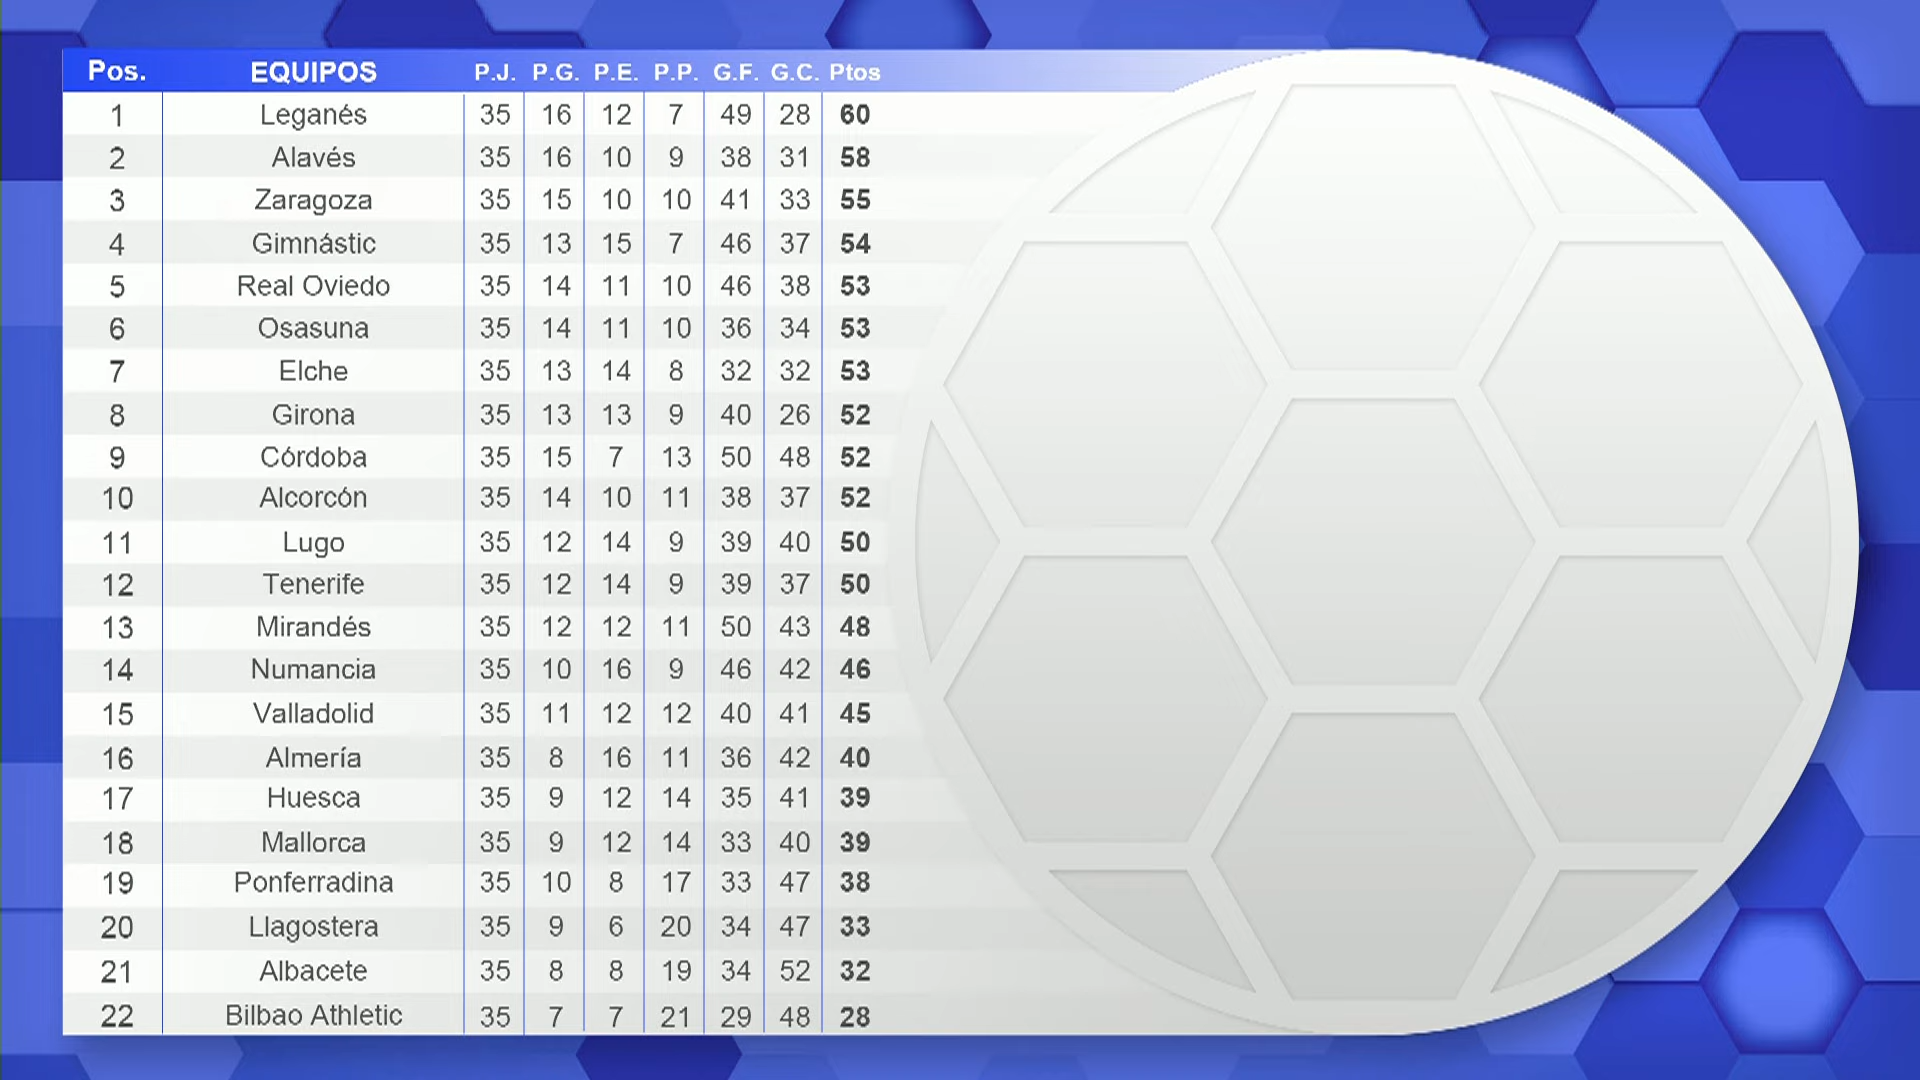 Pos. EQUIPOS P.J. P.G. P.E. P.P. G.F. G.C. Ptos
1 Leganés 35 16 12 7 49 28 60
2 Alavés 35 16 10 9 38 31 58
3 Zaragoza 35 15 10 10 41 33 55
4 Gimnástic 35 13 15 7 46 37 54
5 Real Oviedo 35 14 11 10 46 38 53
6 Osasuna 35 14 11 10 36 34 53
7 Elche 35 13 14 8 32 32 53
8 Girona 35 13 13 9 40 26 52
9 Córdoba 35 15 7 13 50 48 52
10 Alcorcón 35 14 10 11 38 37 52
11 Lugo 35 12 14 9 39 40 50
12 Tenerife 35 12 14 9 39 37 50
13 Mirandés 35 12 12 11 50 43 48
14 Numancia 35 10 16 9 46 42 46
15 Valladolid 35 11 12 12 40 41 45
16 Almería 35 8 16 11 36 42 40
17 Huesca 35 9 12 14 35 41 39
18 Mallorca 35 9 12 14 33 40 39
19 Ponferradina 35 10 8 17 33 47 38
20 Llagostera 35 9 6 20 34 47 33
21 Albacete 35 8 8 19 34 52 32
22 Bilbao Athletic 35 7 7 21 29 48 28